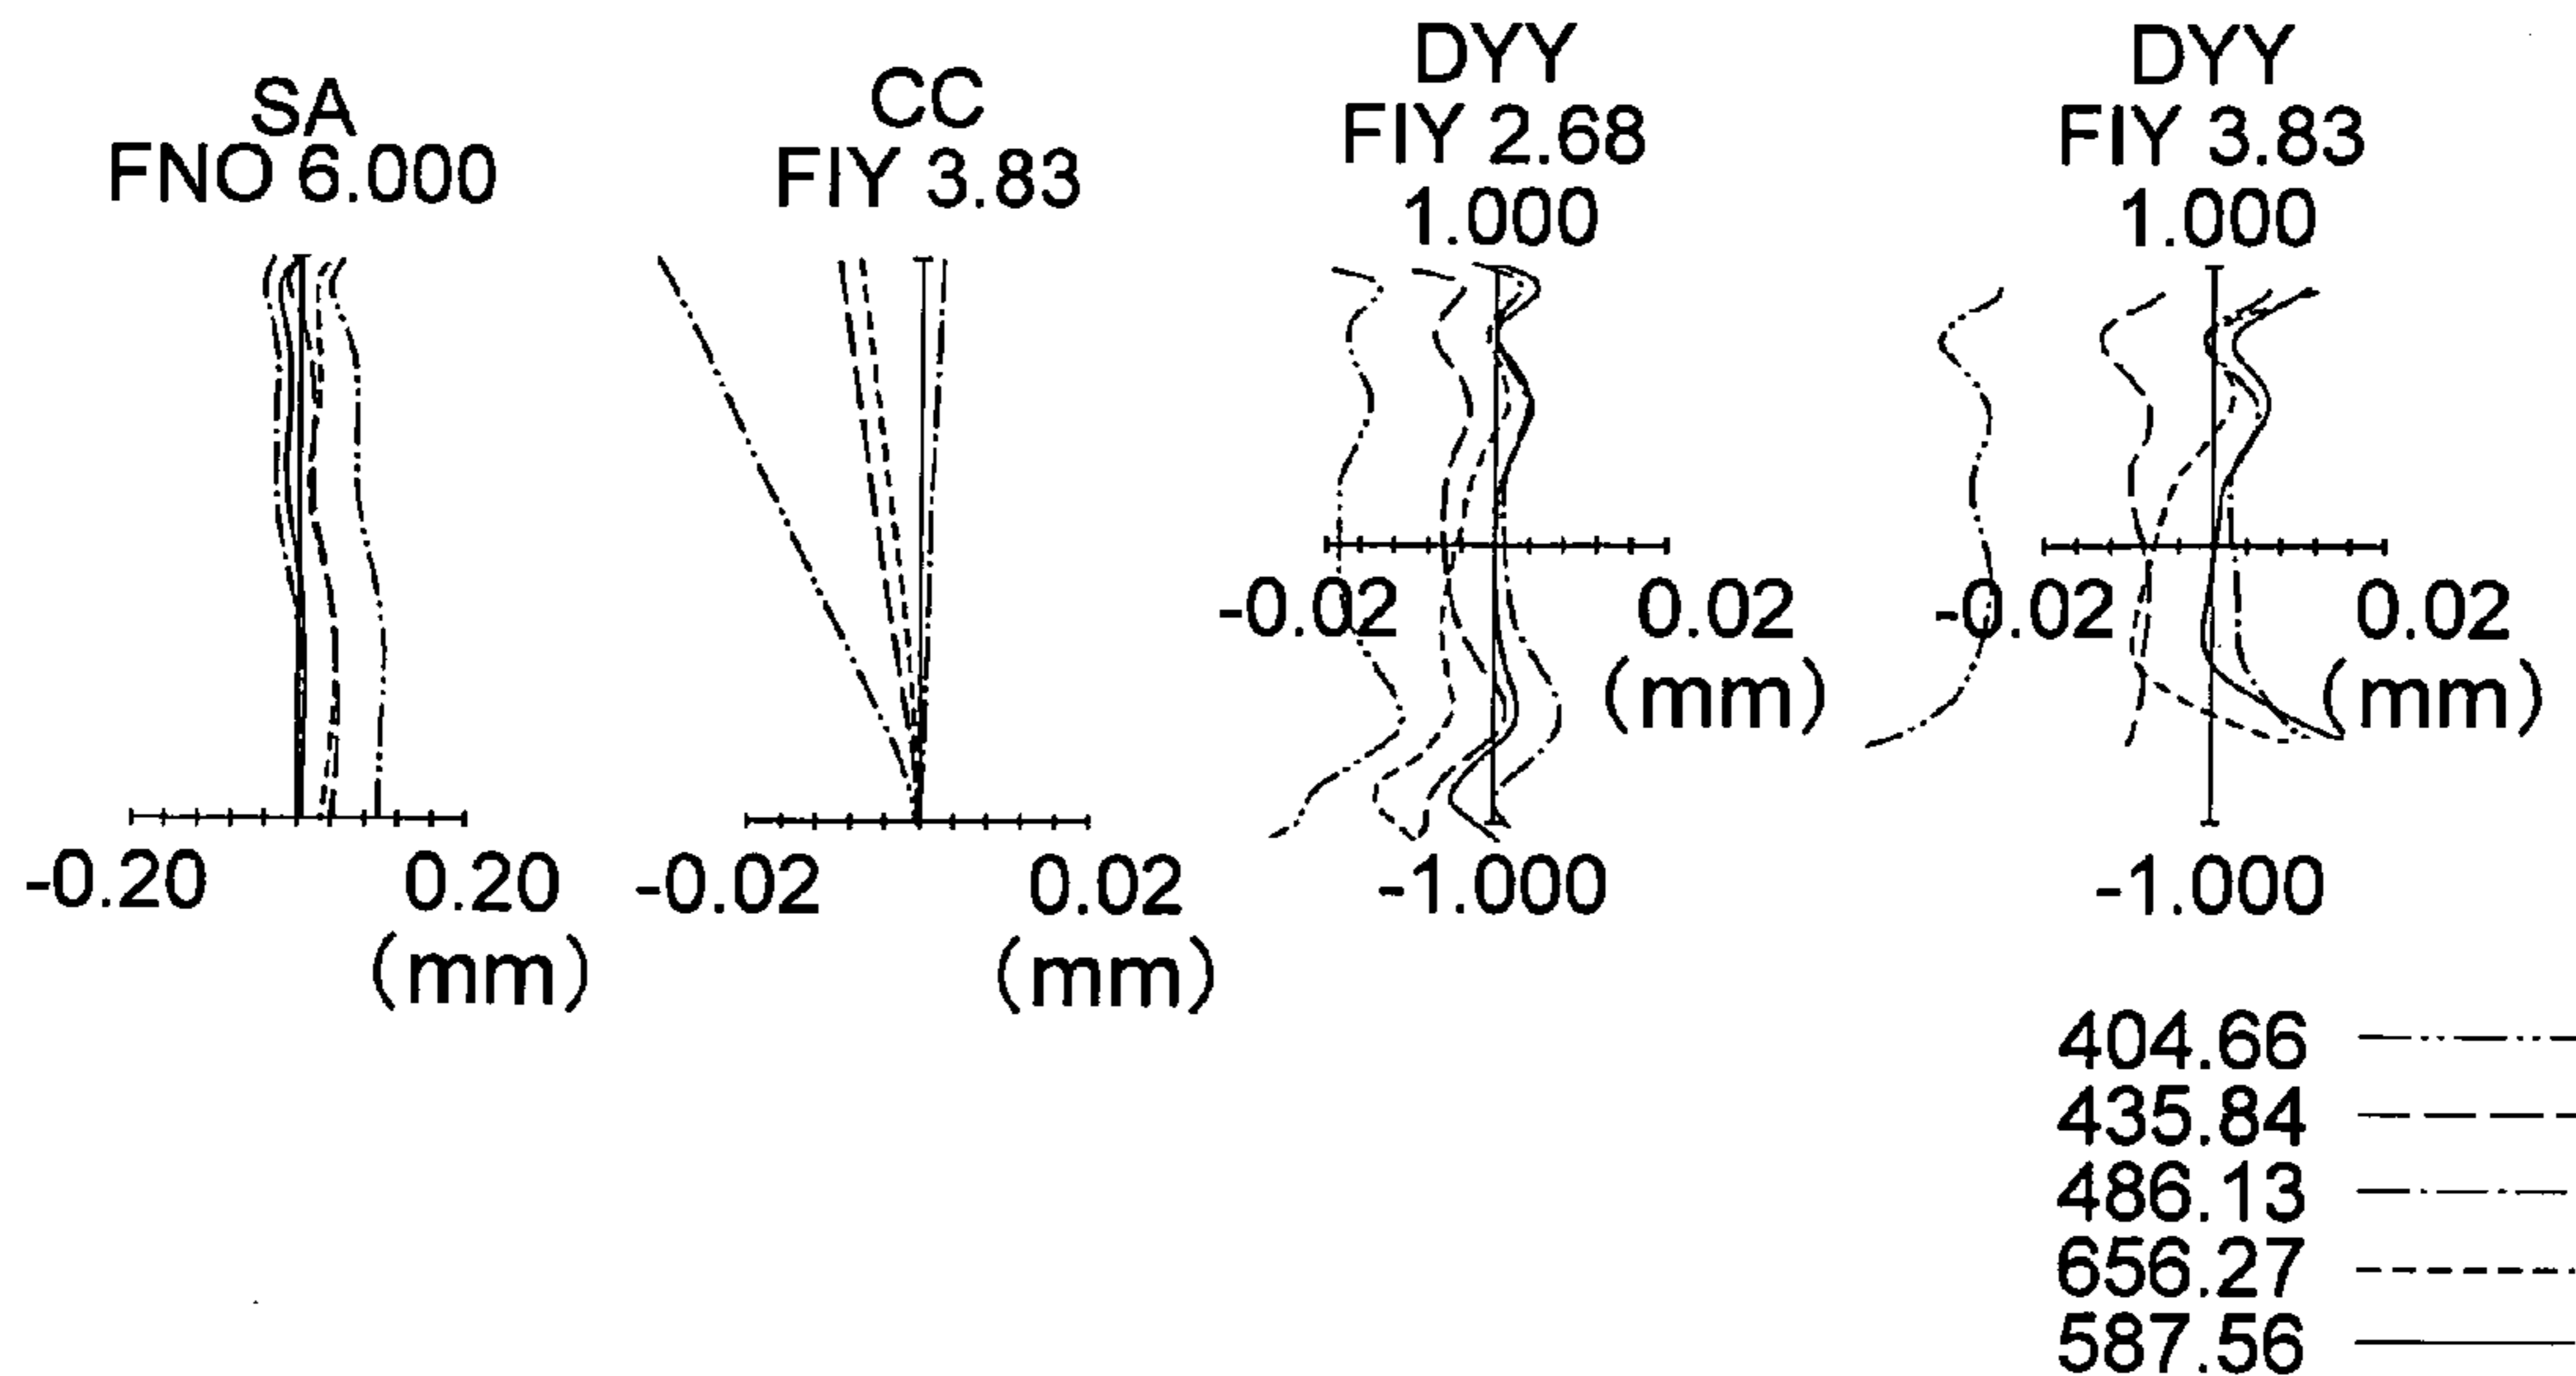 SA
FNO 6.000
-0.20 0.20
(mm)
CC
FIY 3.83
-0.02 0.02
(mm)
DYY
FIY 2.68
1.000
-0.02 0.02
(mm)
-1.000
DYY
FIY 3.83
1.000
-0.02 0.02
(mm)
-1.000
404.66
435.84
486.13
656.27
587.56